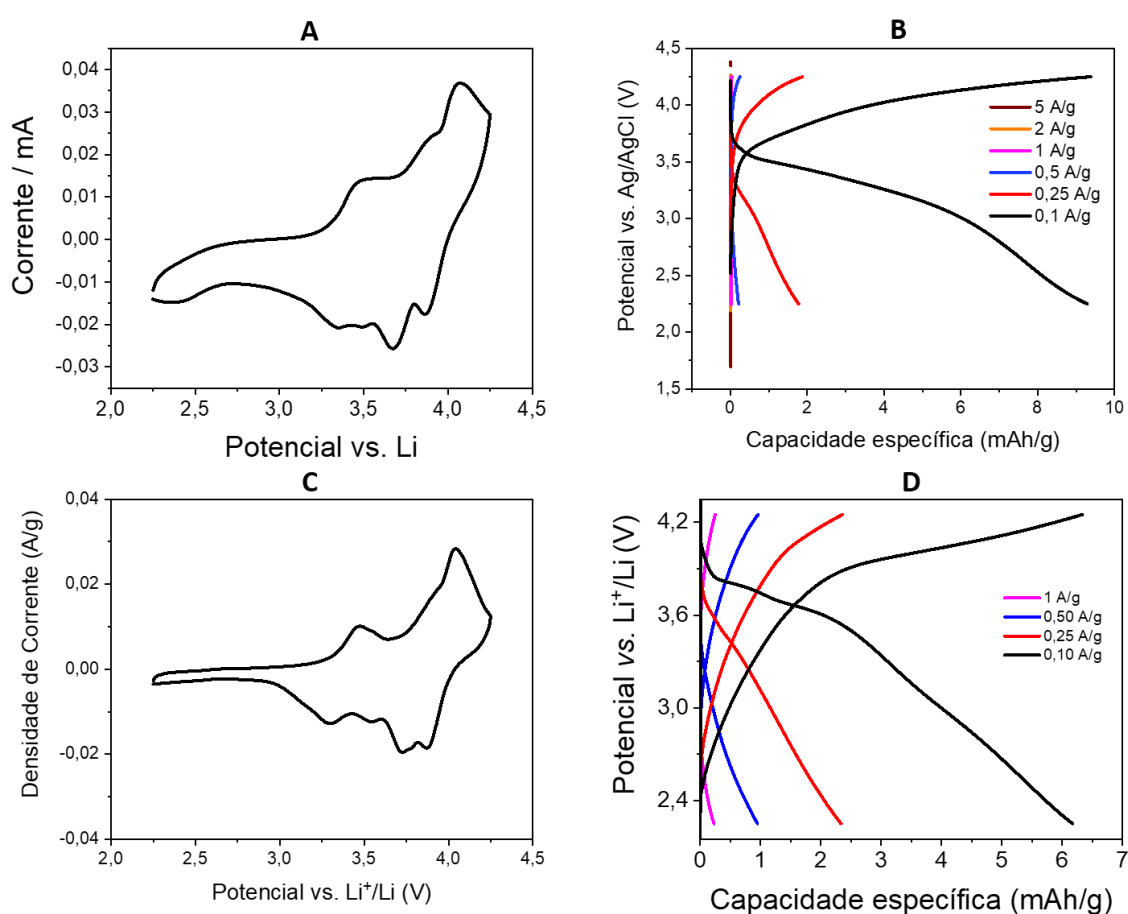 A
0,04
0,03
0,02
0,01
0,00
-0,01
-0,02
-0,03
Corrente / mA
2,0 2,5 3,0 3,5 4,0 4,5
Potencial vs. Li
B
4,5
4,0
3,5
3,0
2,5
2,0
1,5
Potencial vs. Ag/AgCl (V)
5 A/g
2 A/g
1 A/g
0,5 A/g
0,25 A/g
0,1 A/g
0 2 4 6 8 10
Capacidade específica (mAh/g)
C
0,04
0,02
0,00
-0,02
-0,04
Densidade de Corrente (A/g)
2,0 2,5 3,0 3,5 4,0 4,5
Potencial vs. Li⁺/Li (V)
D
4,2
3,6
3,0
2,4
Potencial vs. Li⁺/Li (V)
1 A/g
0,50 A/g
0,25 A/g
0,10 A/g
0 1 2 3 4 5 6 7
Capacidade específica (mAh/g)